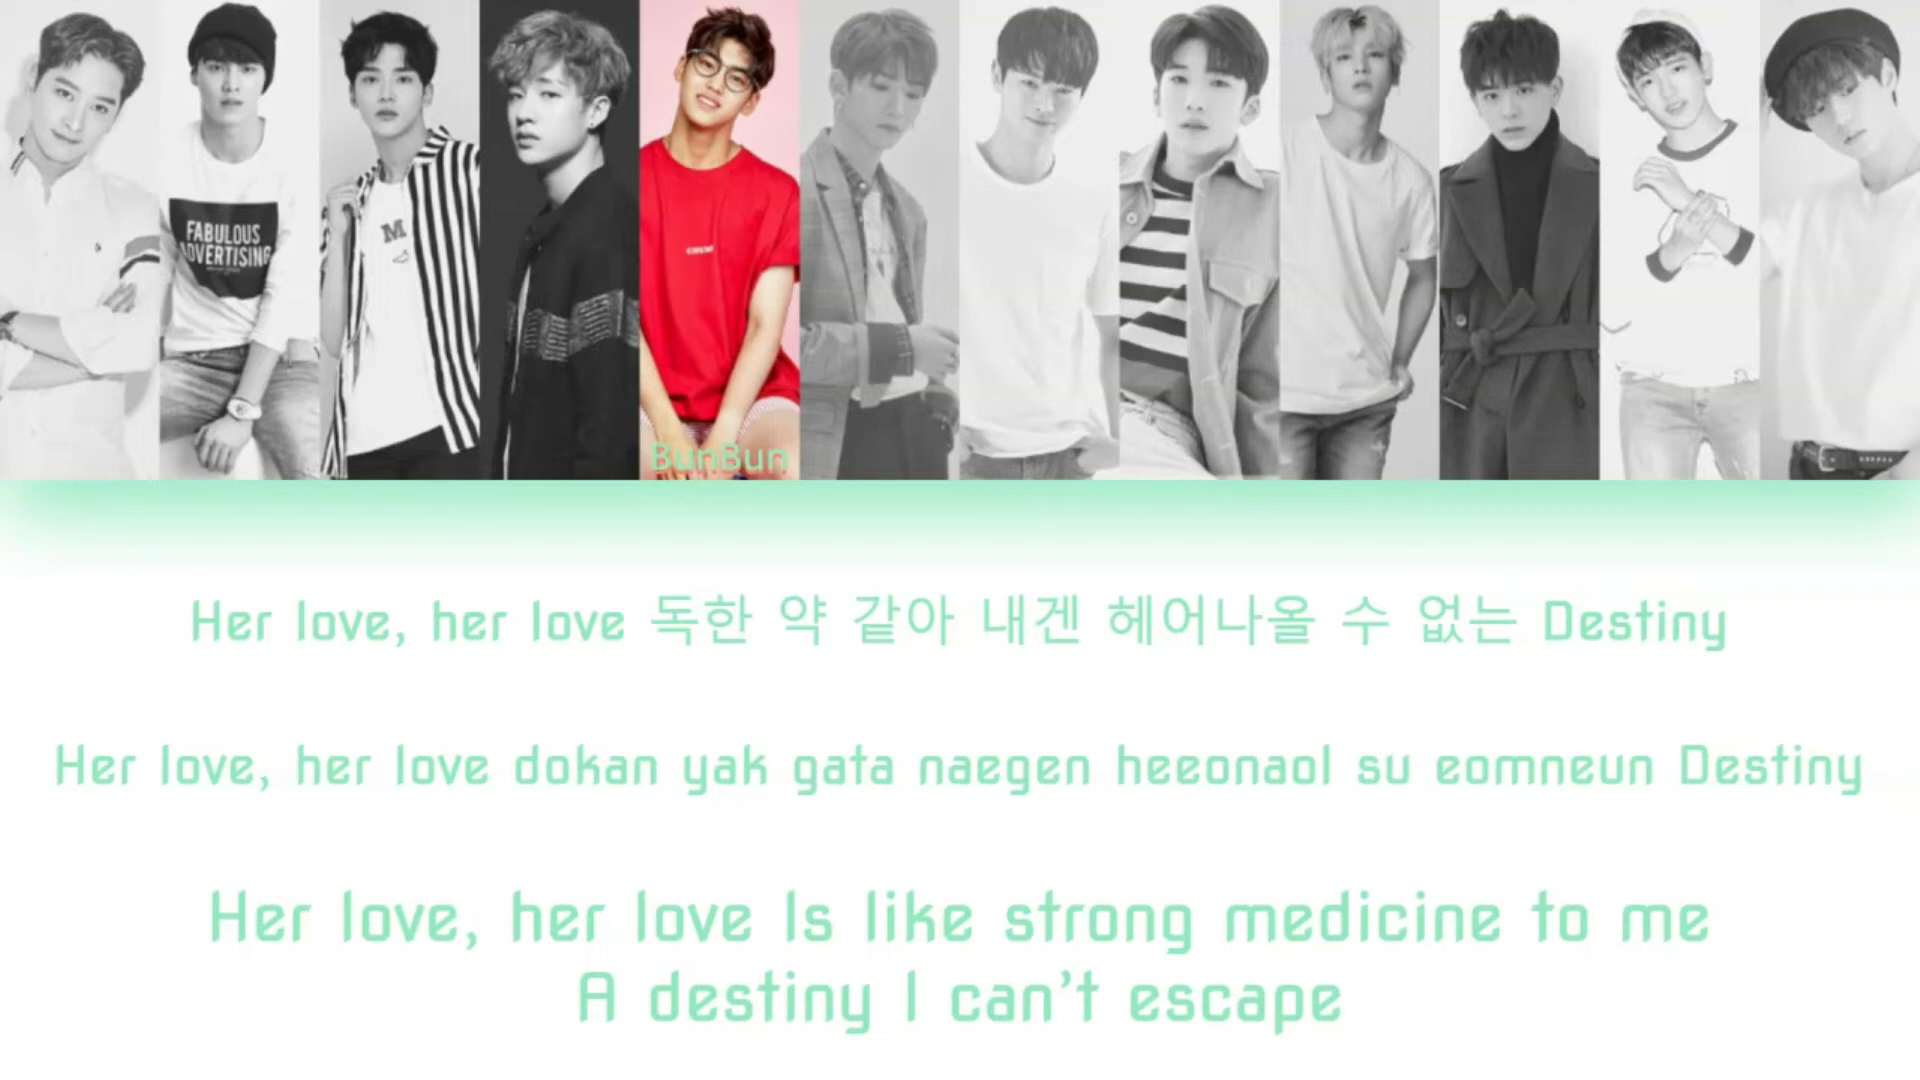 FABULOUS
ADVERTISING
M
BunBun
Her love, her love 독한 약 같아 내겐 헤어나올 수 없는 Destiny
Her love, her love dokan yak gata naegen heeonaol su eomneun Destiny
Her love, her love Is like strong medicine to me
A destiny I can't escape